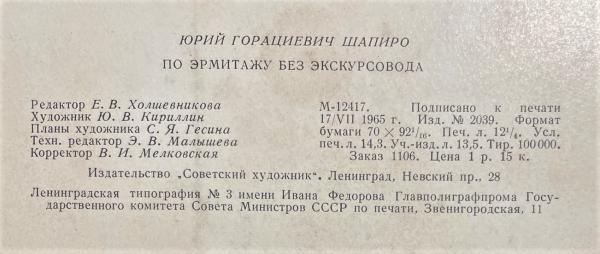 ЮРИЙ ГОРАЦИЕВИЧ ШАПИРО
ПО ЭРМИТАЖУ БЕЗ ЭКСКУРСОВОДА
Редактор Е. В. Холшевникова
Художник Ю. В. Кириллин
Планы художника С. Я. Гесина
Техн. редактор Э. В. Малышева
Корректор В. И. Мелковская
М-12417. Подписано к печати
17/VII 1965 г. Изд. № 2039. Формат
бумаги 70 × 92¹/₁₆. Печ. л. 12¹/₄. Усл.
печ. л. 14,3. Уч.-изд. л. 13,5. Тир. 100000.
Заказ 1106. Цена 1 р. 15 к.
Издательство „Советский художник". Ленинград, Невский пр., 28
Ленинградская типография № 3 имени Ивана Федорова Главполиграфпрома Госу-
дарственного комитета Совета Министров СССР по печати, Звенигородская, 11